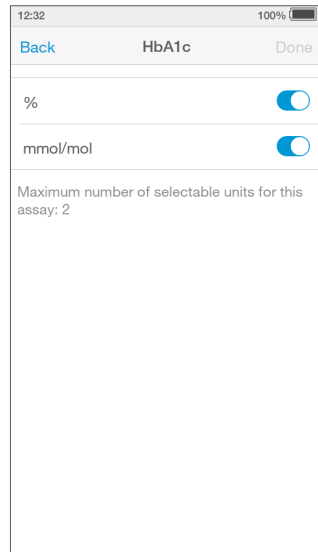 12:32 100%
Back HbA1c Done
%
mmol/mol
Maximum number of selectable units for this
assay: 2